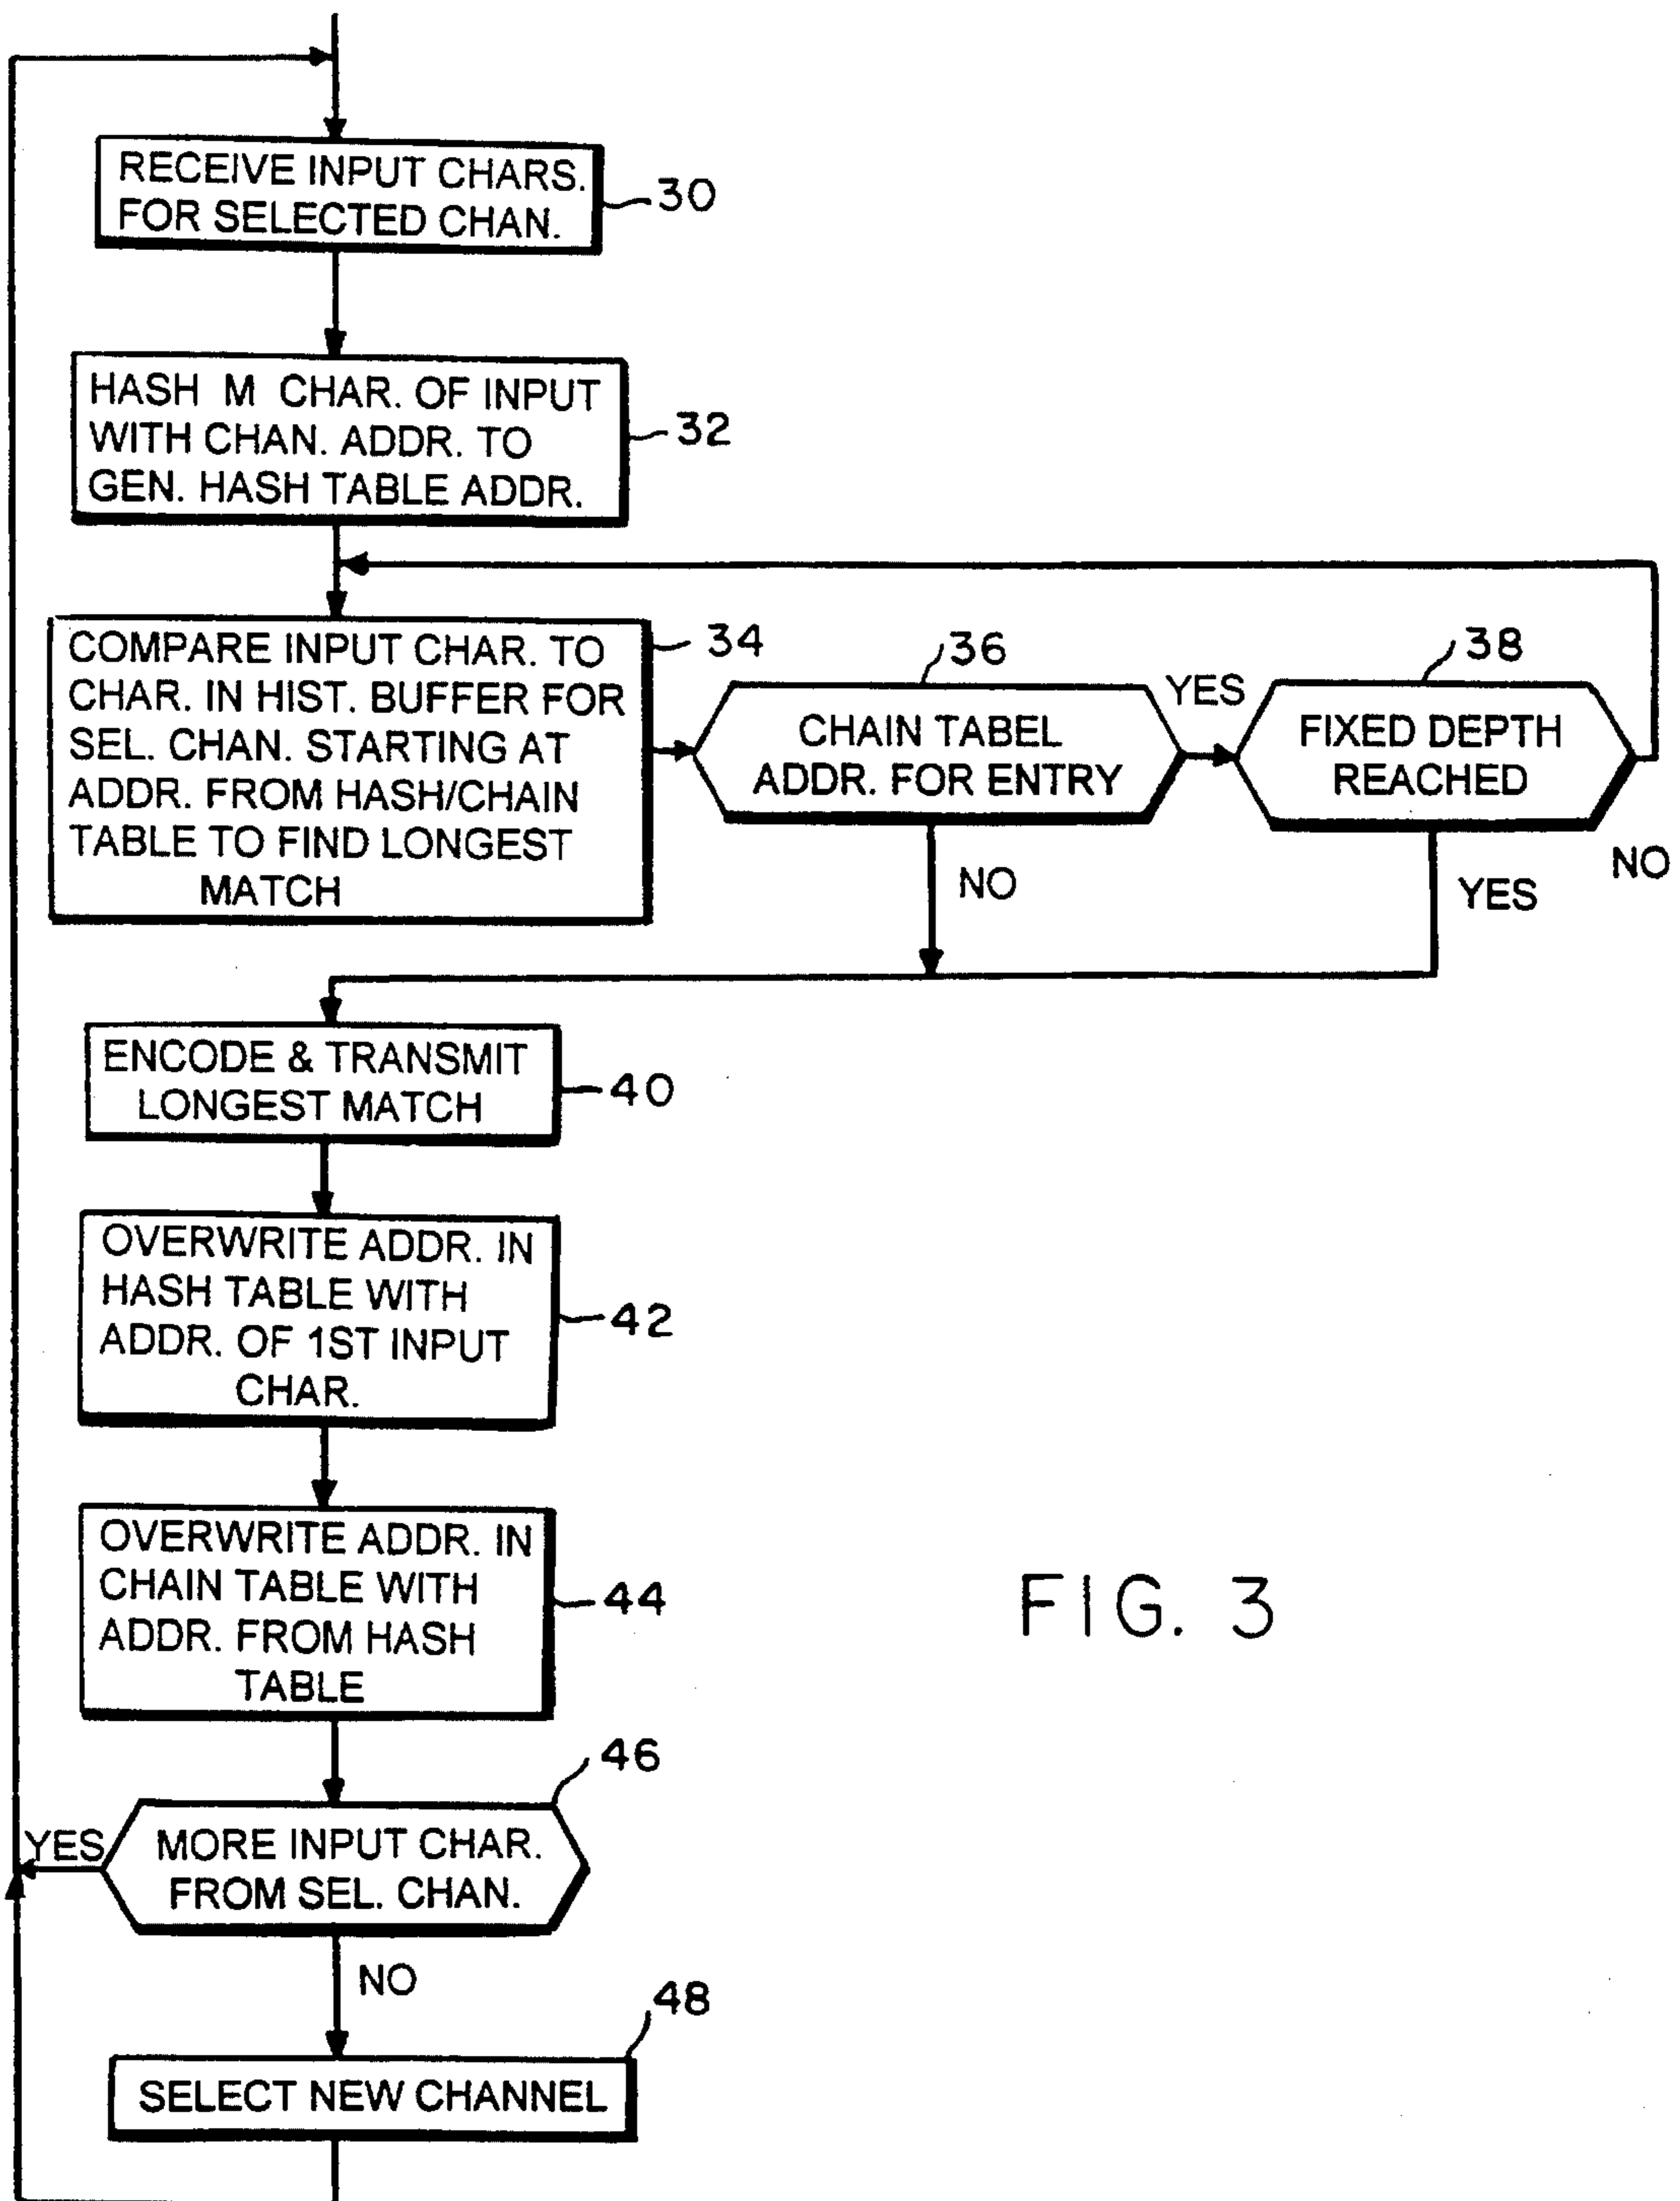 RECEIVE INPUT CHARS.
FOR SELECTED CHAN.
30
HASH M CHAR. OF INPUT
WITH CHAN. ADDR. TO
GEN. HASH TABLE ADDR.
32
COMPARE INPUT CHAR. TO
CHAR. IN HIST. BUFFER FOR
SEL. CHAN. STARTING AT
ADDR. FROM HASH/CHAIN
TABLE TO FIND LONGEST
MATCH
34
36
CHAIN TABEL
ADDR. FOR ENTRY
YES
NO
38
FIXED DEPTH
REACHED
NO
YES
ENCODE & TRANSMIT
LONGEST MATCH
40
OVERWRITE ADDR. IN
HASH TABLE WITH
ADDR. OF 1ST INPUT
CHAR.
42
OVERWRITE ADDR. IN
CHAIN TABLE WITH
ADDR. FROM HASH
TABLE
44
FIG. 3
46
YES
MORE INPUT CHAR.
FROM SEL. CHAN.
NO
48
SELECT NEW CHANNEL